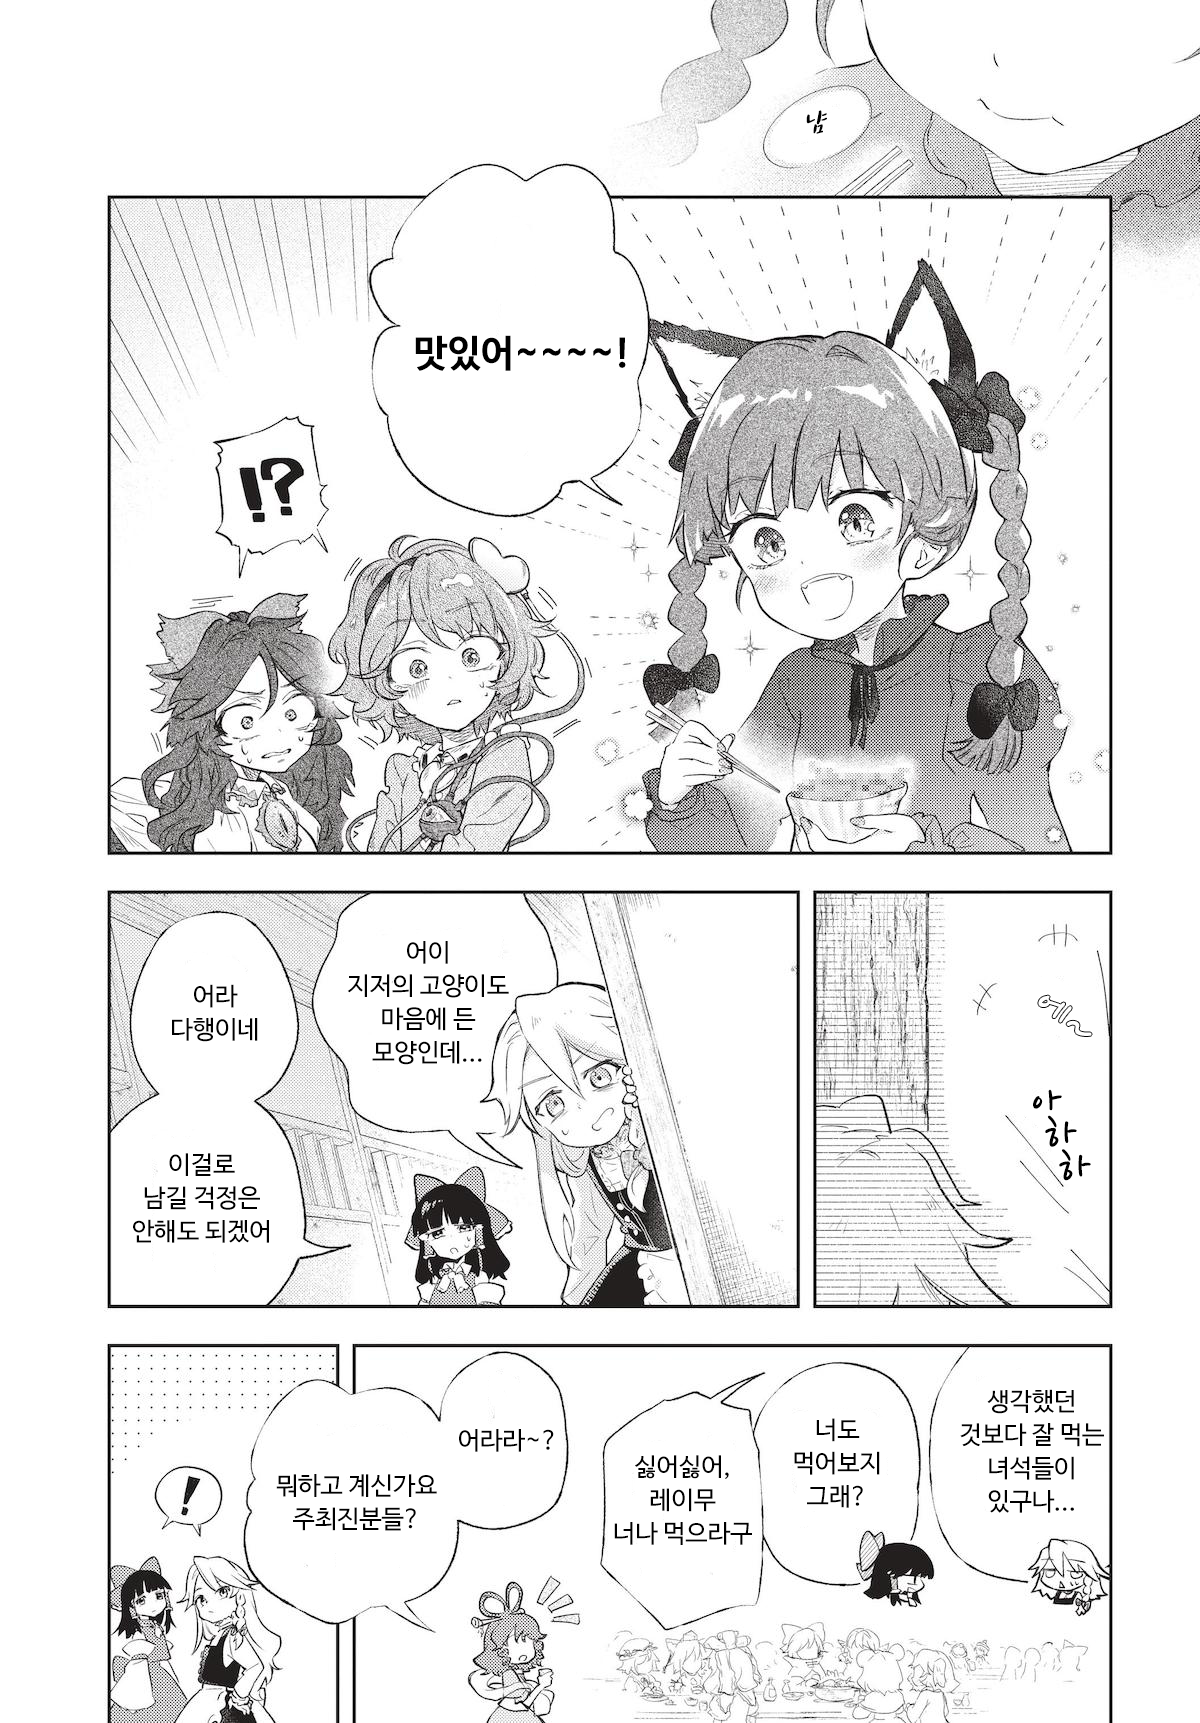 냠
맛있어~~~~!
!?
에~
아
하
하
어이
지저의 고양이도
마음에 든
모양인데...
어라
다행이네
이걸로
남길 걱정은
안해도 되겠어
생각했던
것보다 잘 먹는
녀석들이
있구나...
너도
먹어보지
그래?
싫어싫어,
레이무
너나 먹으라구
어라라~?
뭐하고 계신가요
주최진분들?
!